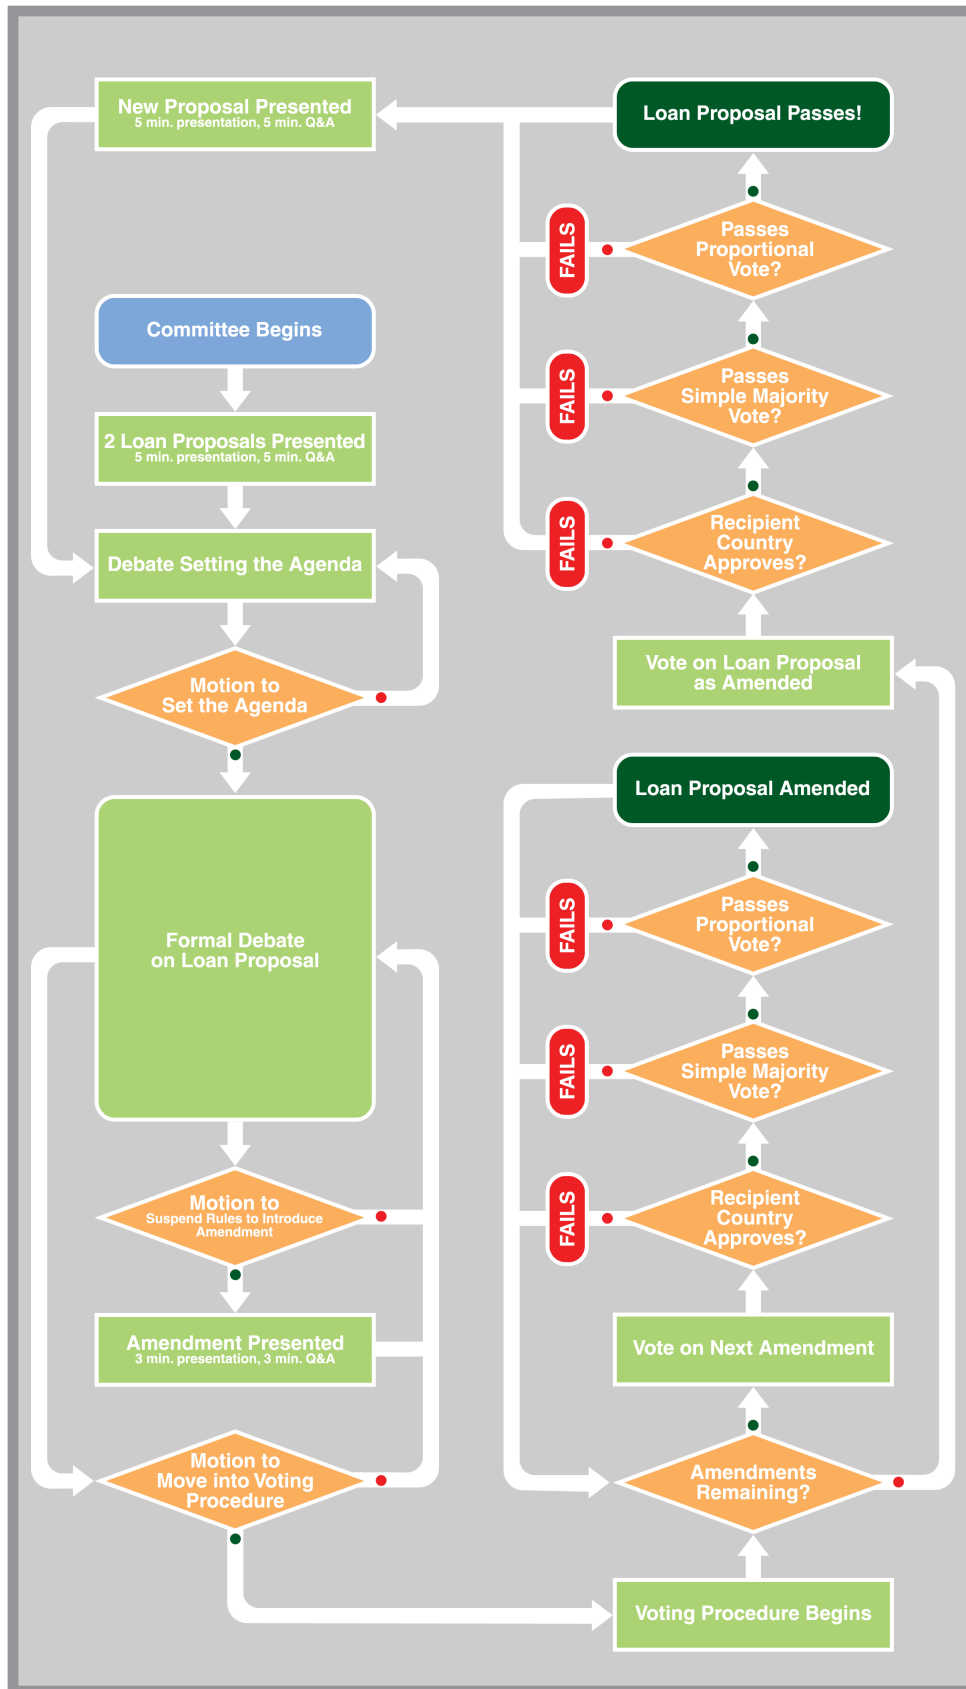 New Proposal Presented
5 min. presentation, 5 min. Q&A
Committee Begins
2 Loan Proposals Presented
5 min. presentation, 5 min. Q&A
Debate Setting the Agenda
Motion to
Set the Agenda
Formal Debate
on Loan Proposal
Motion to
Suspend Rules to Introduce
Amendment
Amendment Presented
3 min. presentation, 3 min. Q&A
Motion to
Move into Voting
Procedure
Loan Proposal Passes!
Passes
Proportional
Vote?
FAILS
Passes
Simple Majority
Vote?
FAILS
Recipient
Country
Approves?
FAILS
Vote on Loan Proposal
as Amended
Loan Proposal Amended
Passes
Proportional
Vote?
FAILS
Passes
Simple Majority
Vote?
FAILS
Recipient
Country
Approves?
FAILS
Vote on Next Amendment
Amendments
Remaining?
Voting Procedure Begins